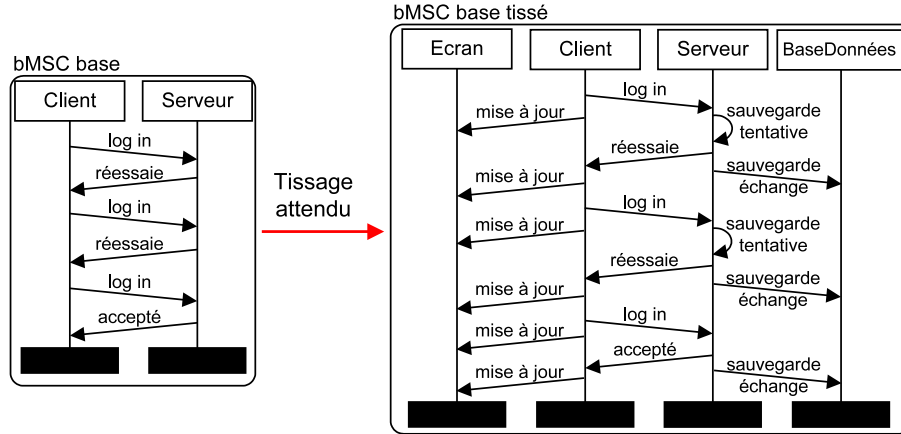 bMSC base
Client
Serveur
log in
réessaie
log in
réessaie
log in
accepté
Tissage
attendu
bMSC base tissé
Ecran
Client
Serveur
BaseDonnées
log in
mise à jour
sauvegarde
tentative
réessaie
mise à jour
sauvegarde
échange
log in
mise à jour
sauvegarde
tentative
réessaie
mise à jour
sauvegarde
échange
log in
mise à jour
accepté
mise à jour
sauvegarde
échange